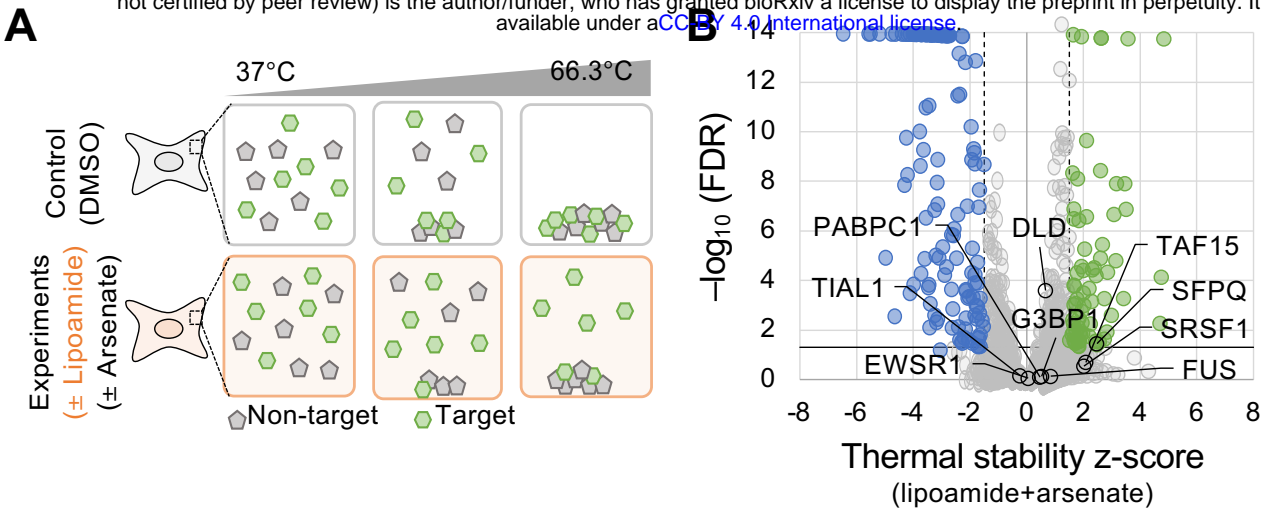 not certified by peer review) is the author/funder, who has granted bioRxiv a license to display the preprint in perpetuity. It
available under aCC-BY 4.0 International license.
A
37°C
66.3°C
Control
(DMSO)
Experiments
(± Lipoamide)
(± Arsenate)
Non-target
Target
B
–log10 (FDR)
14
12
10
8
6
4
2
0
PABPC1
DLD
TAF15
TIAL1
SFPQ
G3BP1
SRSF1
EWSR1
FUS
-8 -6 -4 -2 0 2 4 6 8
Thermal stability z-score
(lipoamide+arsenate)